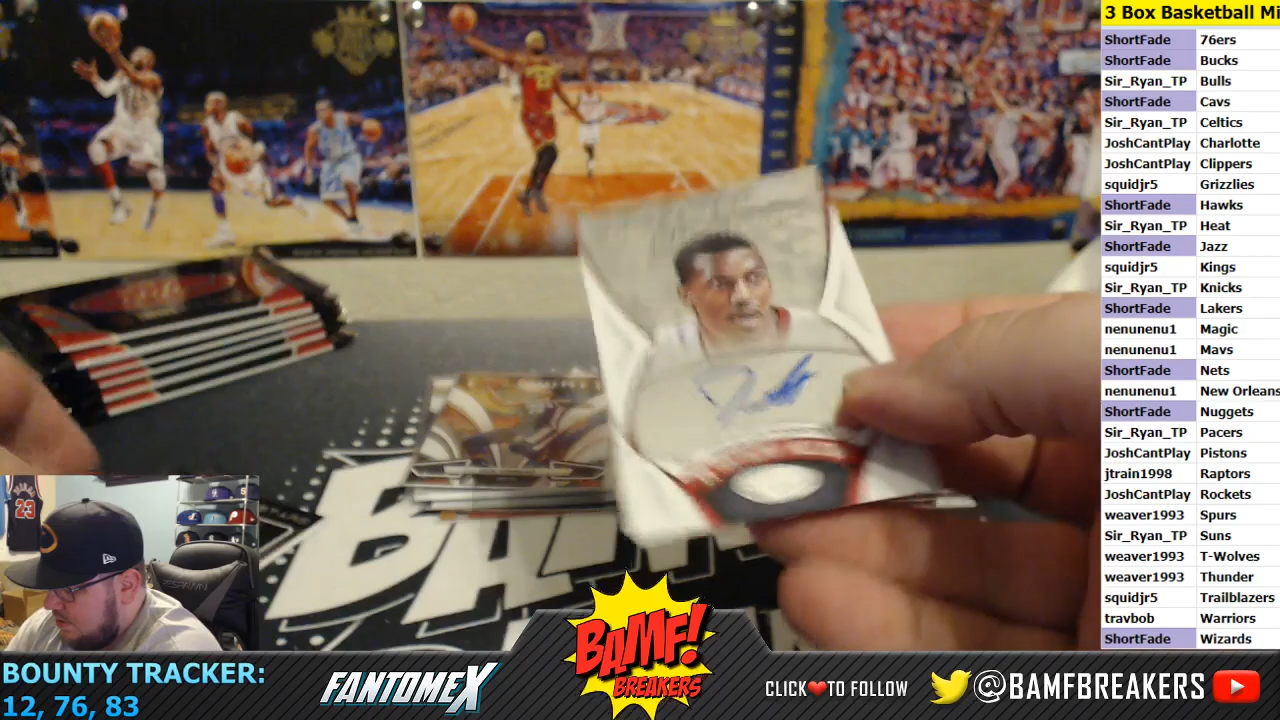 3 Box Basketball Mi
ShortFade 76ers
ShortFade Bucks
Sir_Ryan_TP Bulls
ShortFade Cavs
Sir_Ryan_TP Celtics
JoshCantPlay Charlotte
JoshCantPlay Clippers
squidjr5 Grizzlies
ShortFade Hawks
Sir_Ryan_TP Heat
ShortFade Jazz
squidjr5 Kings
Sir_Ryan_TP Knicks
ShortFade Lakers
nenunenu1 Magic
nenunenu1 Mavs
ShortFade Nets
nenunenu1 New Orleans
ShortFade Nuggets
Sir_Ryan_TP Pacers
JoshCantPlay Pistons
jtrain1998 Raptors
JoshCantPlay Rockets
weaver1993 Spurs
Sir_Ryan_TP Suns
weaver1993 T-Wolves
weaver1993 Thunder
squidjr5 Trailblazers
travbob Warriors
ShortFade Wizards
23
BOUNTY TRACKER:
12, 76, 83
FANTOMEX
BAMF!
BREAKERS
CLICK TO FOLLOW
@BAMFBREAKERS